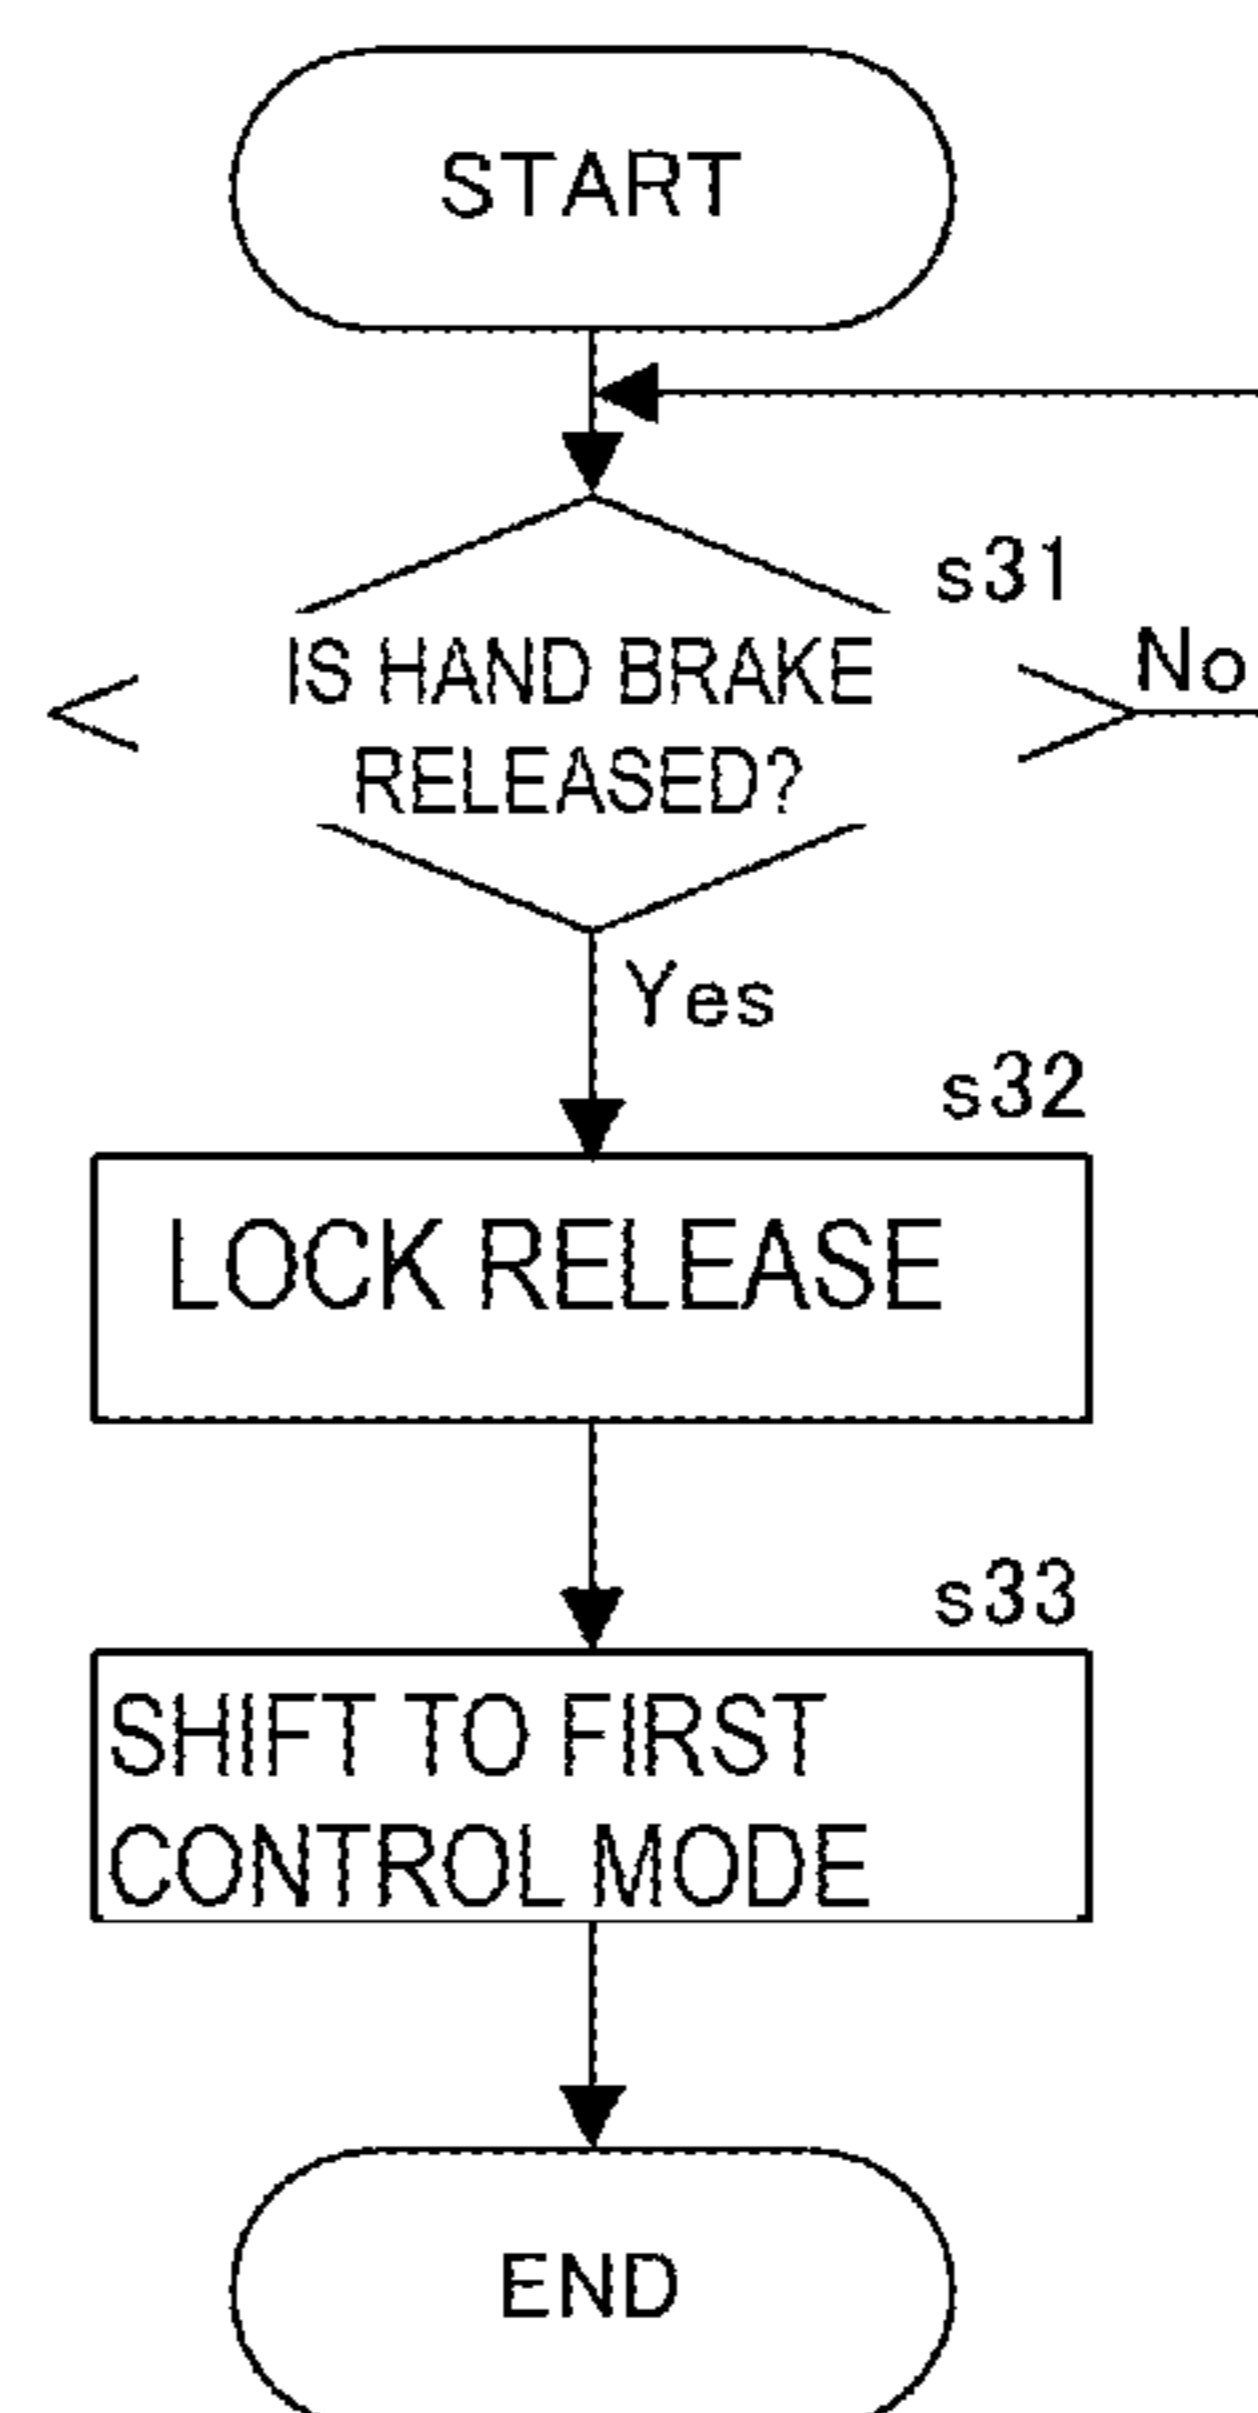 START
s31
IS HAND BRAKE
RELEASED?
No
Yes
s32
LOCK RELEASE
s33
SHIFT TO FIRST
CONTROL MODE
END